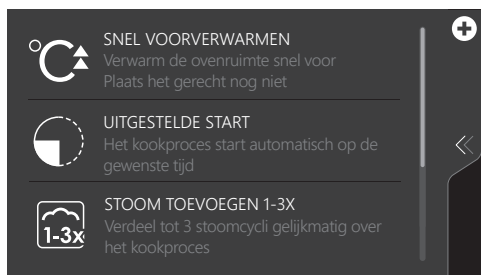 °C
SNEL VOORVERWARMEN
Verwarm de ovenruimte snel voor
Plaats het gerecht nog niet
UITGESTELDE START
Het kookproces start automatisch op de
gewenste tijd
1-3x
STOOM TOEVOEGEN 1-3X
Verdeel tot 3 stoomcycli gelijkmatig over
het kookproces